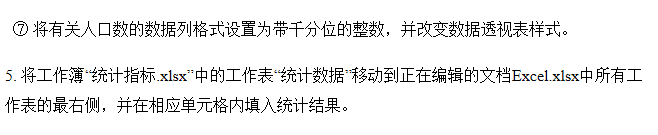 ⑦ 将有关人口数的数据列格式设置为带千分位的整数，并改变数据透视表样式。
5. 将工作簿“统计指标.xlsx”中的工作表“统计数据”移动到正在编辑的文档Excel.xlsx中所有工
作表的最右侧，并在相应单元格内填入统计结果。